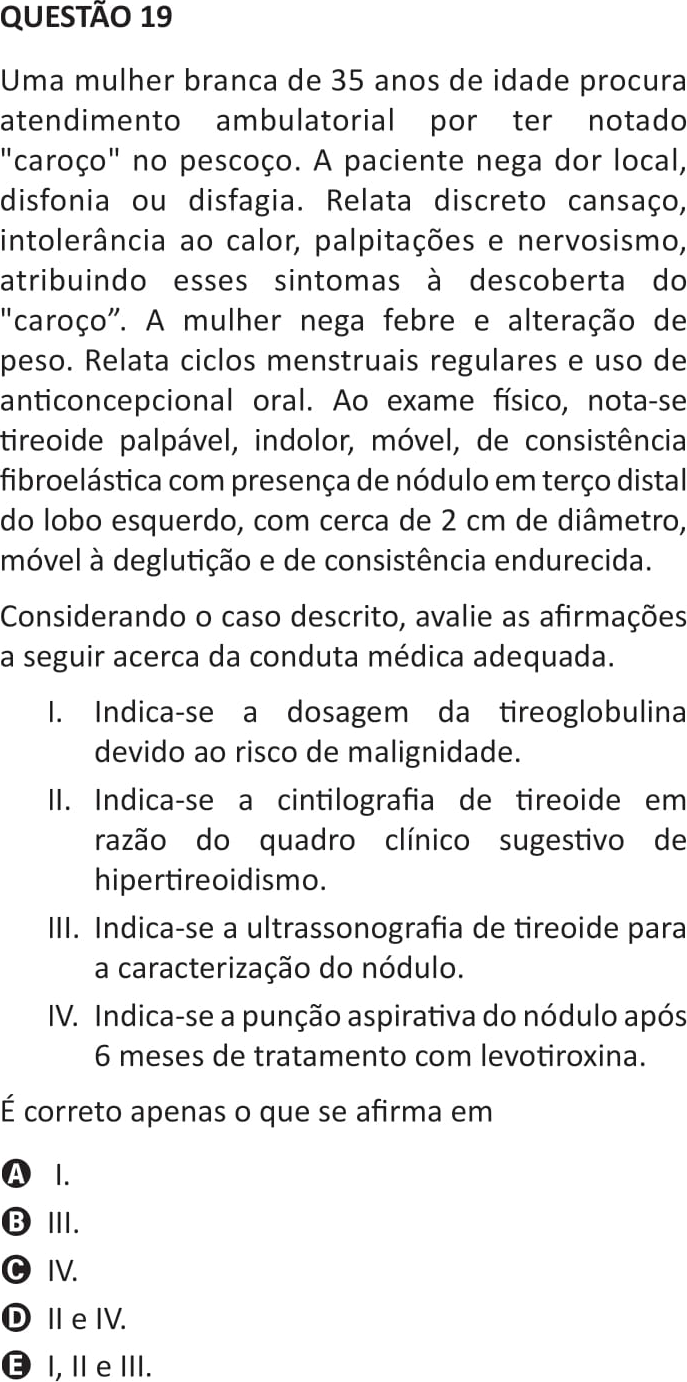 QUESTÃO 19
Uma mulher branca de 35 anos de idade procura
atendimento ambulatorial por ter notado
"caroço" no pescoço. A paciente nega dor local,
disfonia ou disfagia. Relata discreto cansaço,
intolerância ao calor, palpitações e nervosismo,
atribuindo esses sintomas à descoberta do
"caroço”. A mulher nega febre e alteração de
peso. Relata ciclos menstruais regulares e uso de
anticoncepcional oral. Ao exame físico, nota-se
tireoide palpável, indolor, móvel, de consistência
fibroelástica com presença de nódulo em terço distal
do lobo esquerdo, com cerca de 2 cm de diâmetro,
móvel à deglutição e de consistência endurecida.
Considerando o caso descrito, avalie as afirmações
a seguir acerca da conduta médica adequada.
I. Indica-se a dosagem da tireoglobulina
devido ao risco de malignidade.
II. Indica-se a cintilografia de tireoide em
razão do quadro clínico sugestivo de
hipertireoidismo.
III. Indica-se a ultrassonografia de tireoide para
a caracterização do nódulo.
IV. Indica-se a punção aspirativa do nódulo após
6 meses de tratamento com levotiroxina.
É correto apenas o que se afirma em
A I.
B III.
C IV.
D II e IV.
E I, II e III.